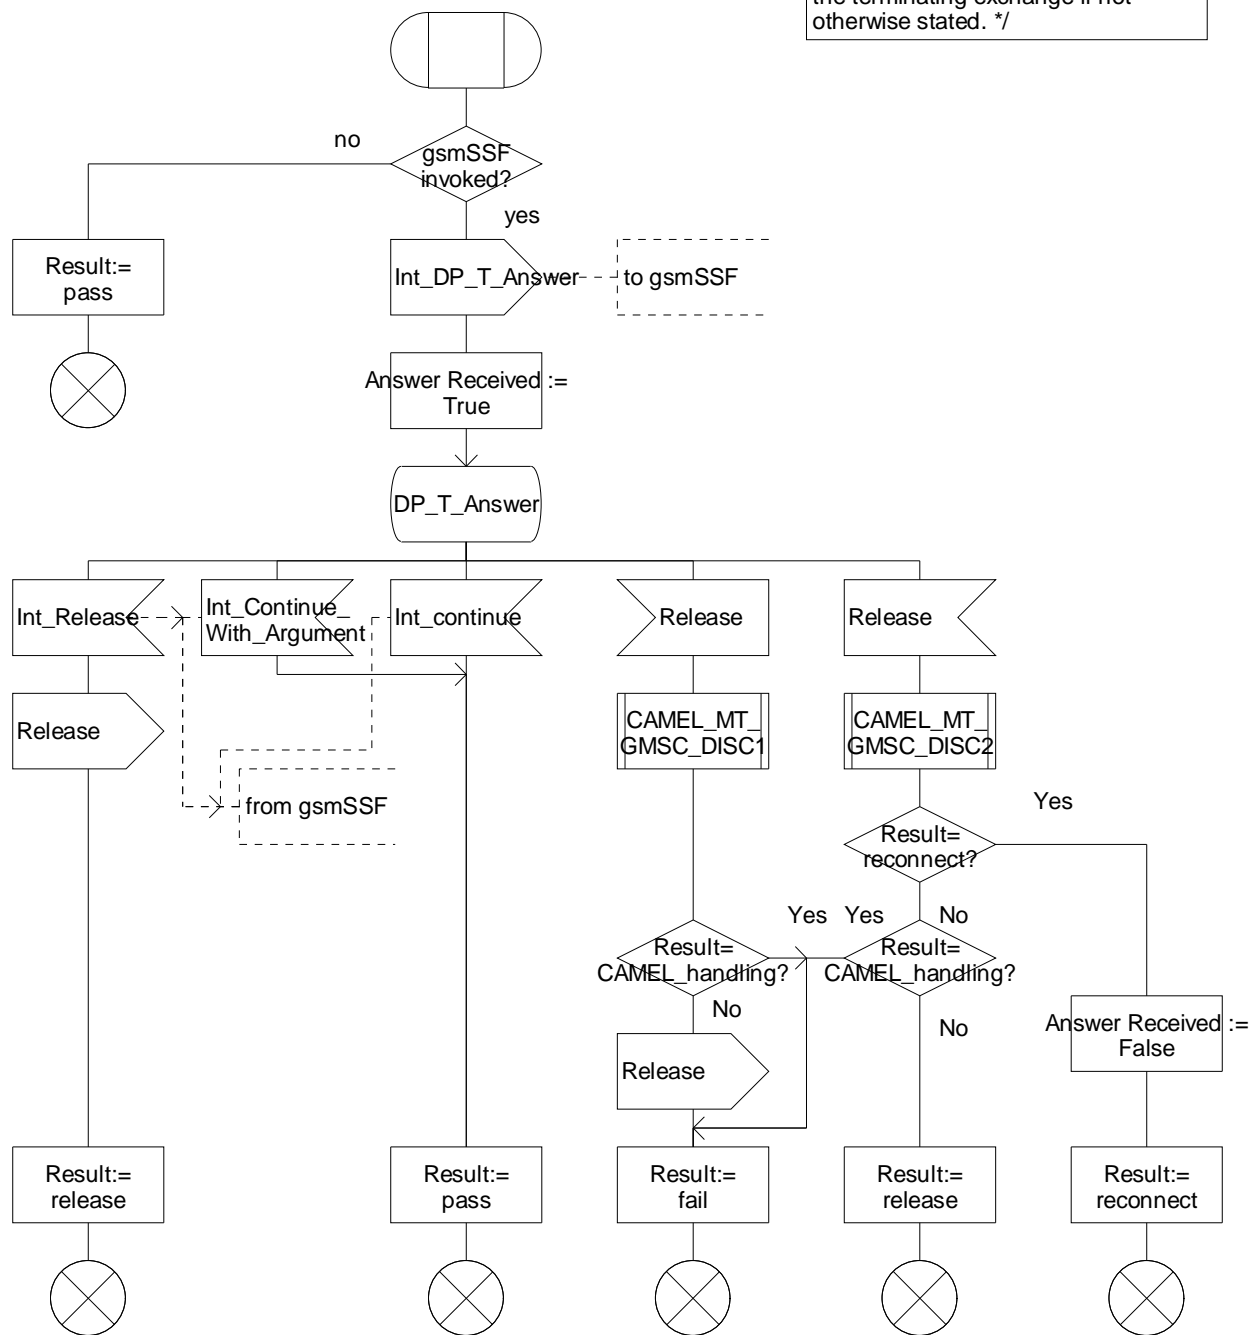 the terminating exchange if not
otherwise stated. */
no
gsmSSF
invoked?
yes
Result:=
pass
Int_DP_T_Answer
to gsmSSF
Answer Received :=
True
DP_T_Answer
Int_Release
Int_Continue_
With_Argument
Int_continue
Release
Release
Release
CAMEL_MT_
GMSC_DISC1
CAMEL_MT_
GMSC_DISC2
from gsmSSF
Yes
Result=
reconnect?
Yes
Yes
No
Result=
CAMEL_handling?
Result=
CAMEL_handling?
No
No
Answer Received :=
False
Release
Result:=
release
Result:=
pass
Result:=
fail
Result:=
release
Result:=
reconnect